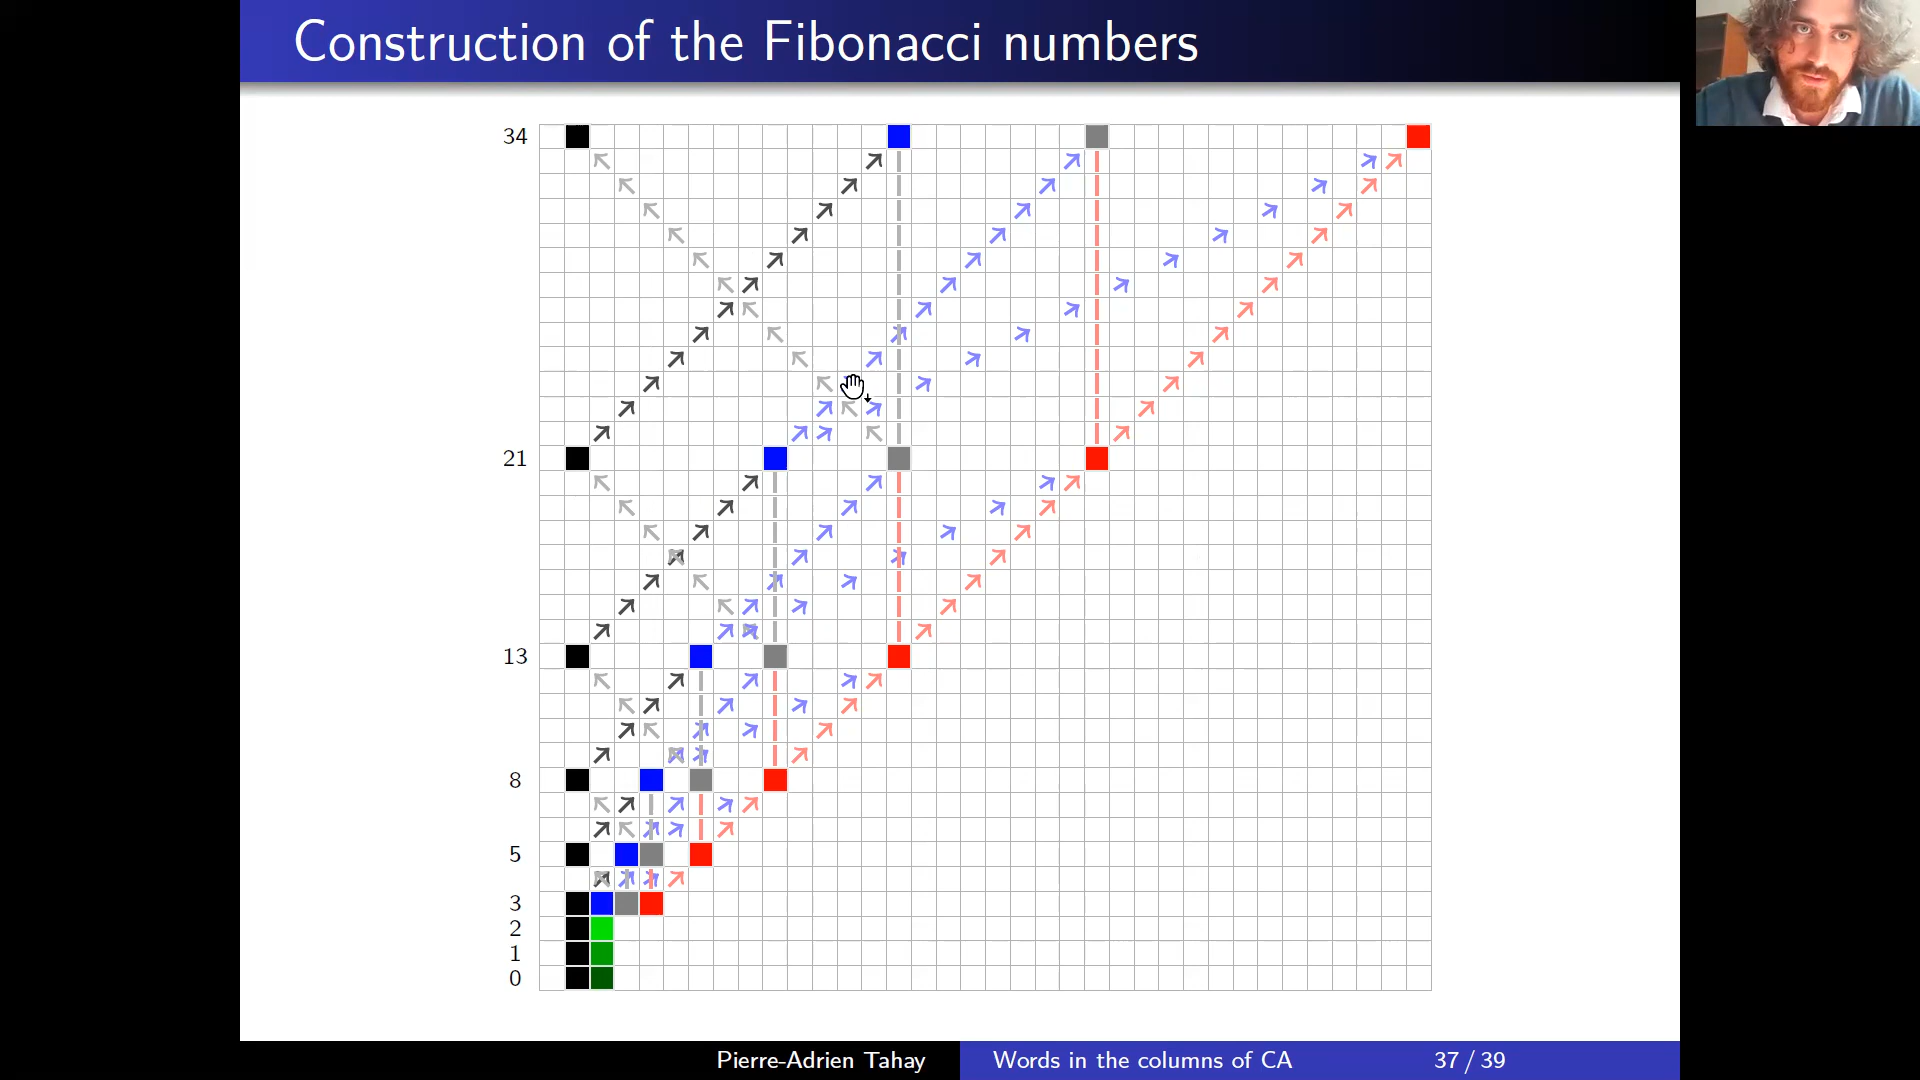 Construction of the Fibonacci numbers
34
21
13
8
5
3
2
1
0
Pierre-Adrien Tahay
Words in the columns of CA
37 / 39